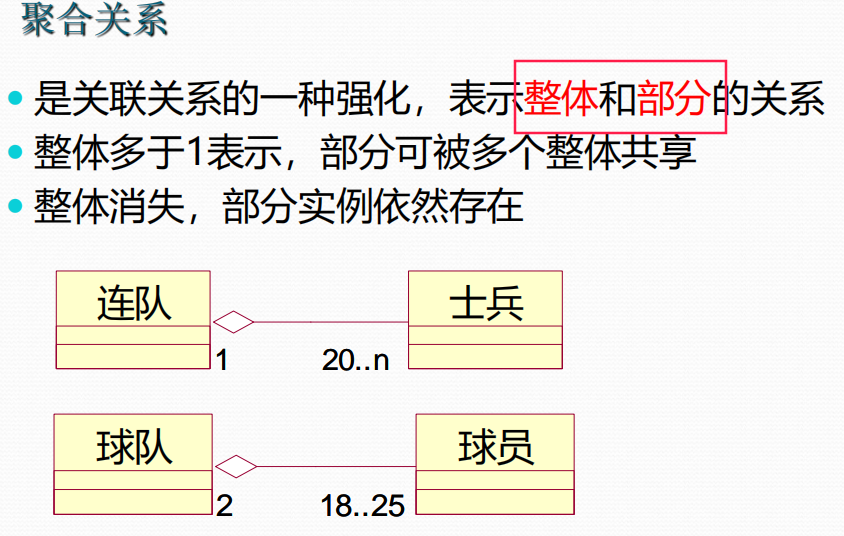 聚合关系
是关联关系的一种强化，表示整体和部分的关系
整体多于1表示，部分可被多个整体共享
整体消失，部分实例依然存在
连队
士兵
1
20..n
球队
球员
2
18..25